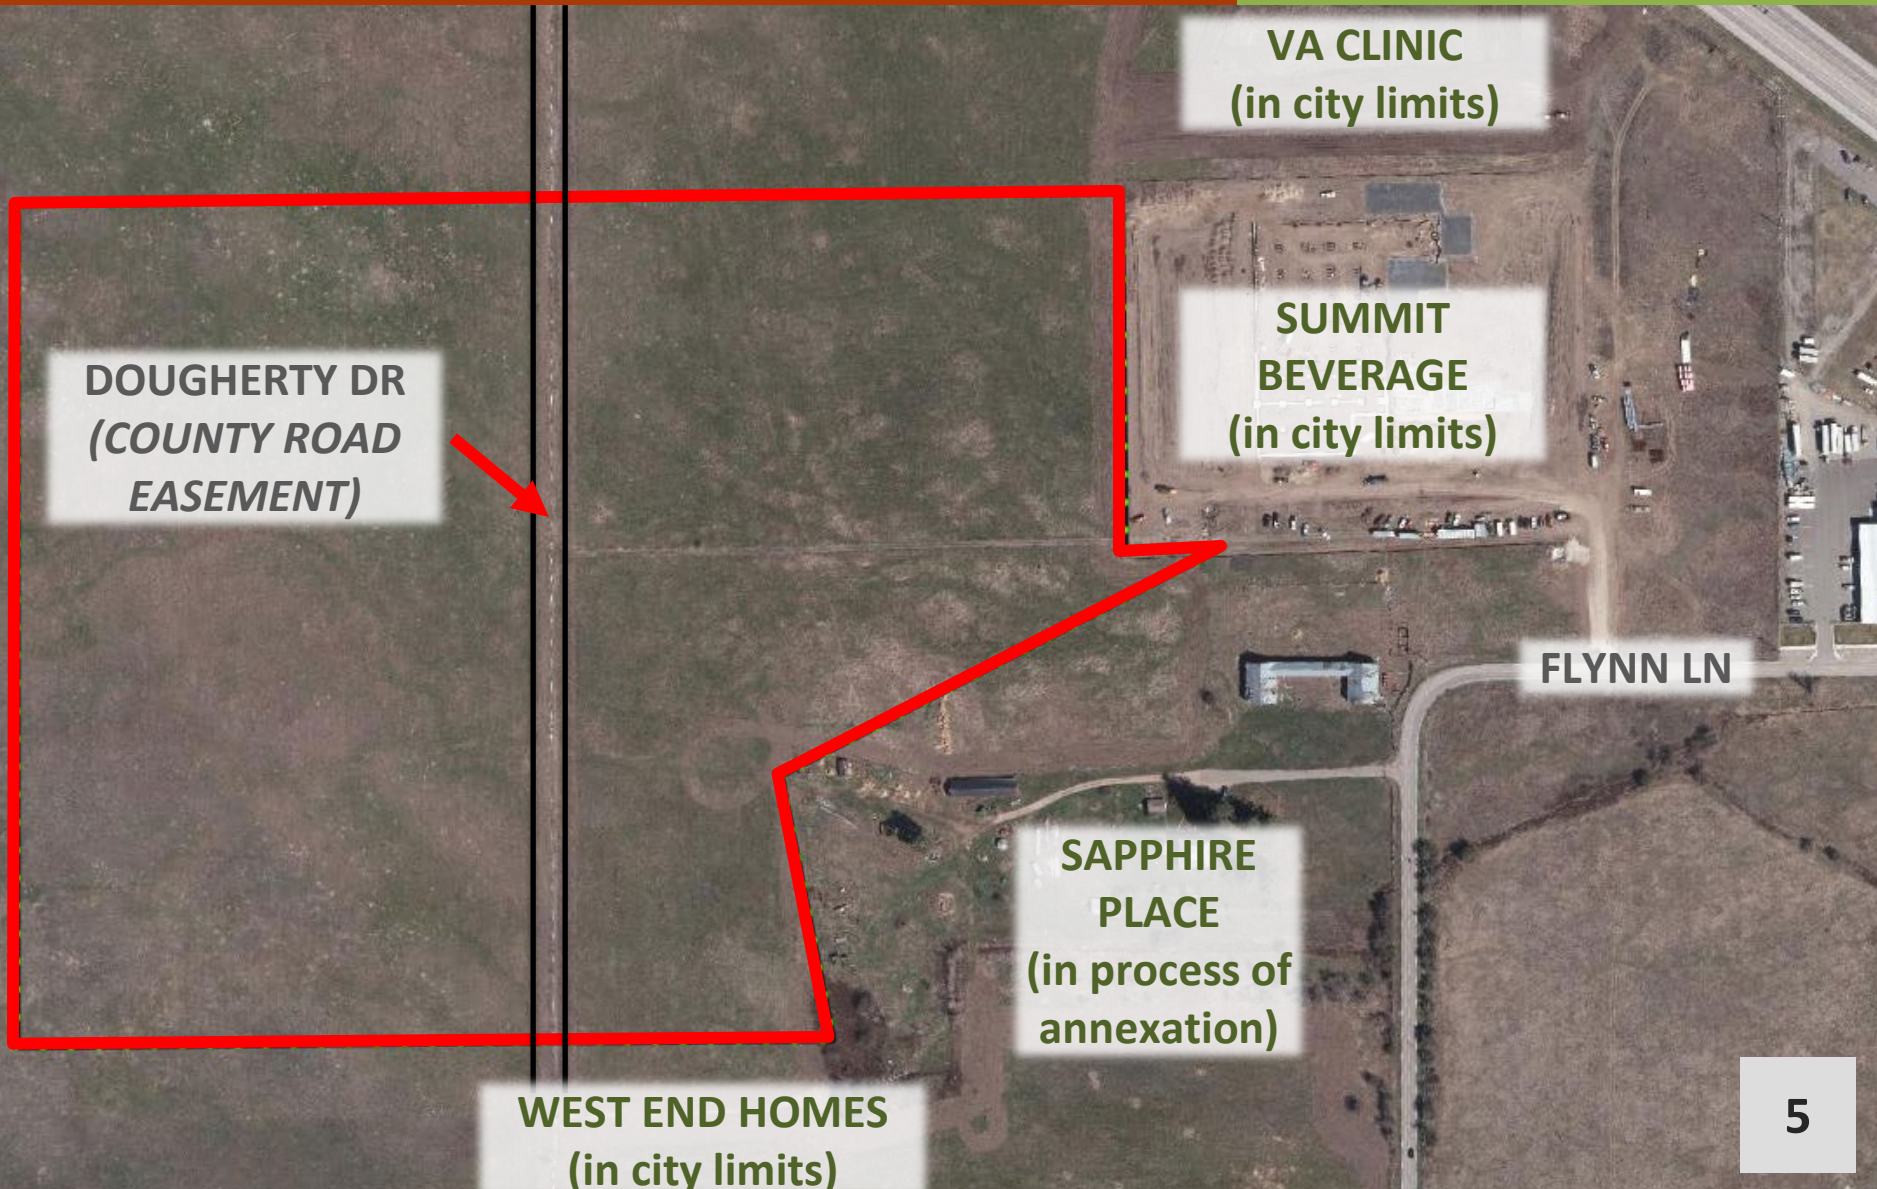 VA CLINIC
(in city limits)
SUMMIT
BEVERAGE
(in city limits)
DOUGHERTY DR
(COUNTY ROAD
EASEMENT)
FLYNN LN
SAPPHIRE
PLACE
(in process of
annexation)
WEST END HOMES
(in city limits)
5